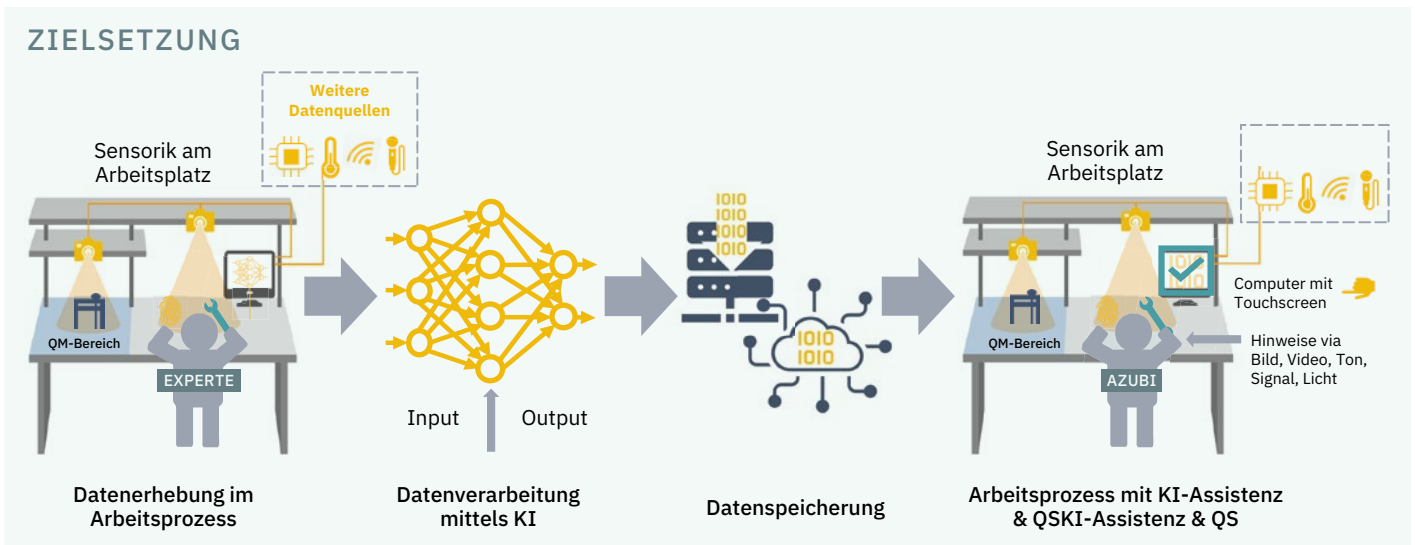 ZIELSETZUNG
Weitere
Datenquellen
Sensorik am
Arbeitsplatz
QM-Bereich
EXPERTE
Datenerhebung im
Arbeitsprozess
Input
Output
Datenverarbeitung
mittels KI
1010
1010
1010
1010
1010
1010
Datenspeicherung
Sensorik am
Arbeitsplatz
1010
1010
Computer mit
Touchscreen
QM-Bereich
AZUBI
Hinweise via
Bild, Video, Ton,
Signal, Licht
Arbeitsprozess mit KI-Assistenz
& QSKI-Assistenz & QS